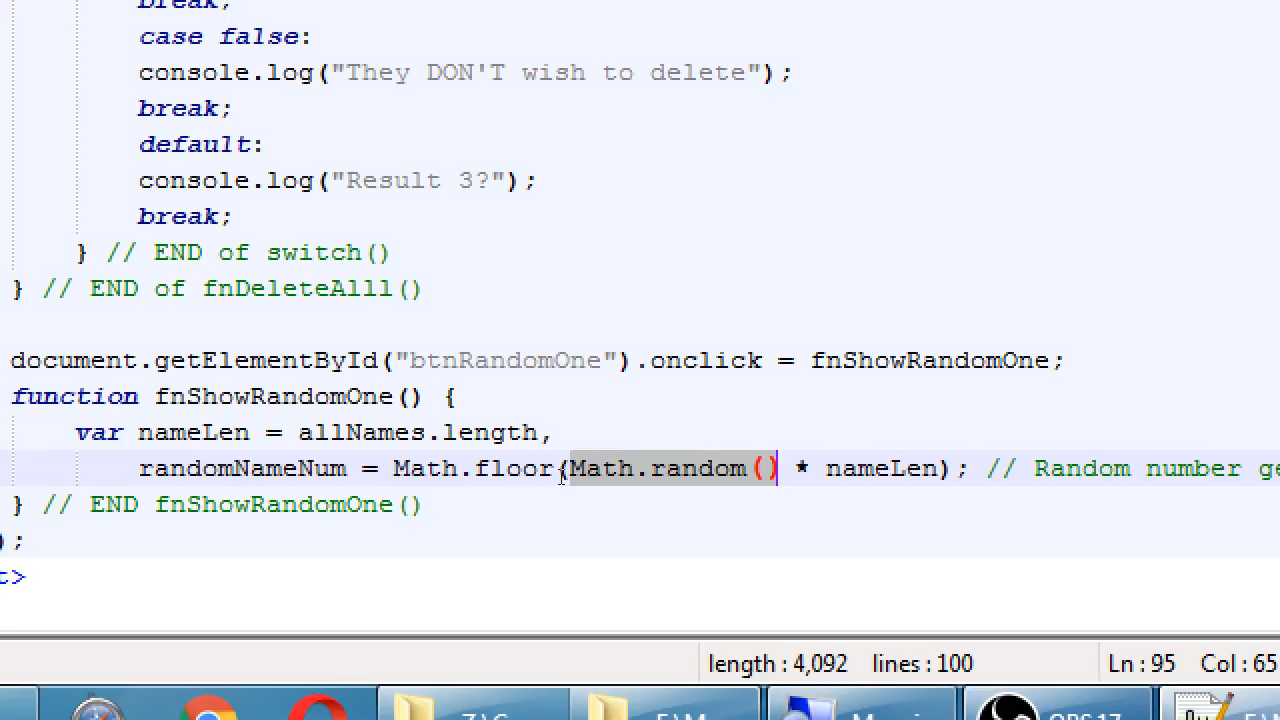 break;
case false:
console.log("They DON'T wish to delete");
break;
default:
console.log("Result 3?");
break;
} // END of switch()
} // END of fnDeleteAlll()
document.getElementById("btnRandomOne").onclick = fnShowRandomOne;
function fnShowRandomOne() {
var nameLen = allNames.length,
randomNameNum = Math.floor(Math.random() * nameLen); // Random number ge
} // END fnShowRandomOne()
);
t>
length : 4,092 lines : 100 Ln : 95 Col : 65